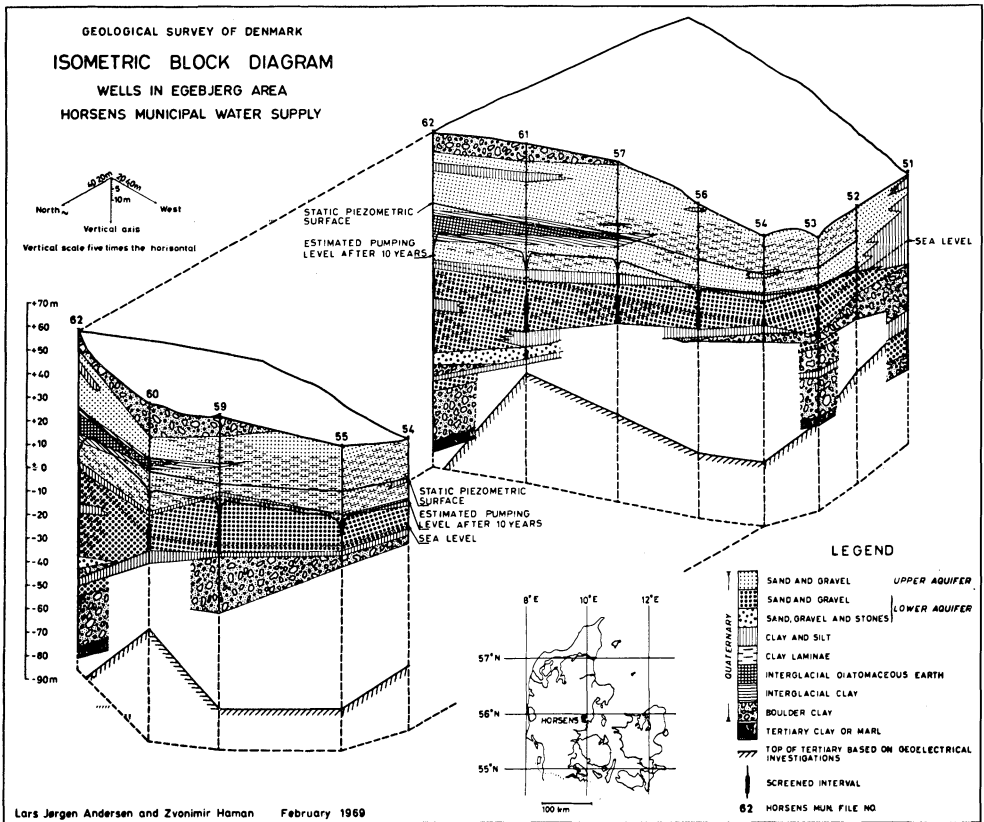 GEOLOGICAL SURVEY OF DENMARK
ISOMETRIC BLOCK DIAGRAM
WELLS IN EGEBJERG AREA
HORSENS MUNICIPAL WATER SUPPLY
40 20m 20 40m
5
10m
North
West
Vertical axis
Vertical scale five times the horisontal
62
61
57
56
54
53
52
51
STATIC PIEZOMETRIC
SURFACE
ESTIMATED PUMPING
LEVEL AFTER 10 YEARS
SEA LEVEL
+70m
+60
+50
+40
+30
+20
+10
± 0
-10
-20
-30
-40
-50
-60
-70
-80
-90m
62
60
59
55
54
STATIC PIEZOMETRIC
SURFACE
ESTIMATED PUMPING
LEVEL AFTER 10 YEARS
SEA LEVEL
8°E 10°E 12°E
57°N
56°N
55°N
HORSENS
100 km
LEGEND
QUATERNARY
SAND AND GRAVEL UPPER AQUIFER
SAND AND GRAVEL
LOWER AQUIFER
SAND, GRAVEL AND STONES
CLAY AND SILT
CLAY LAMINAE
INTERGLACIAL DIATOMACEOUS EARTH
INTERGLACIAL CLAY
BOULDER CLAY
TERTIARY CLAY OR MARL
TOP OF TERTIARY BASED ON GEOELECTRICAL
INVESTIGATIONS
SCREENED INTERVAL
62 HORSENS MUN. FILE NO.
Lars Jørgen Andersen and Zvonimir Haman February 1969